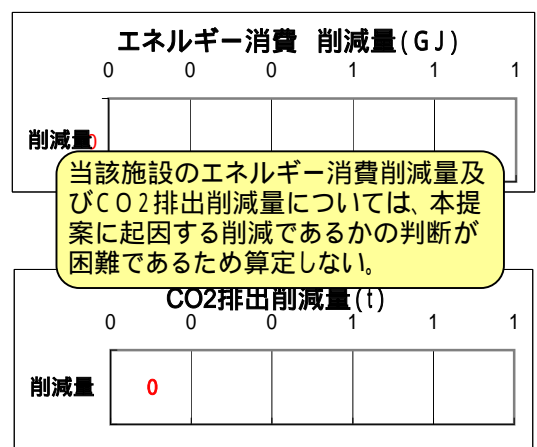 エネルギー消費 削減量(GJ)
0 0 0 1 1 1
削減量 0
当該施設のエネルギー消費削減量及
びCO2排出削減量については、本提
案に起因する削減であるかの判断が
困難であるため算定しない。
CO2排出削減量(t)
0 0 0 1 1 1
削減量 0